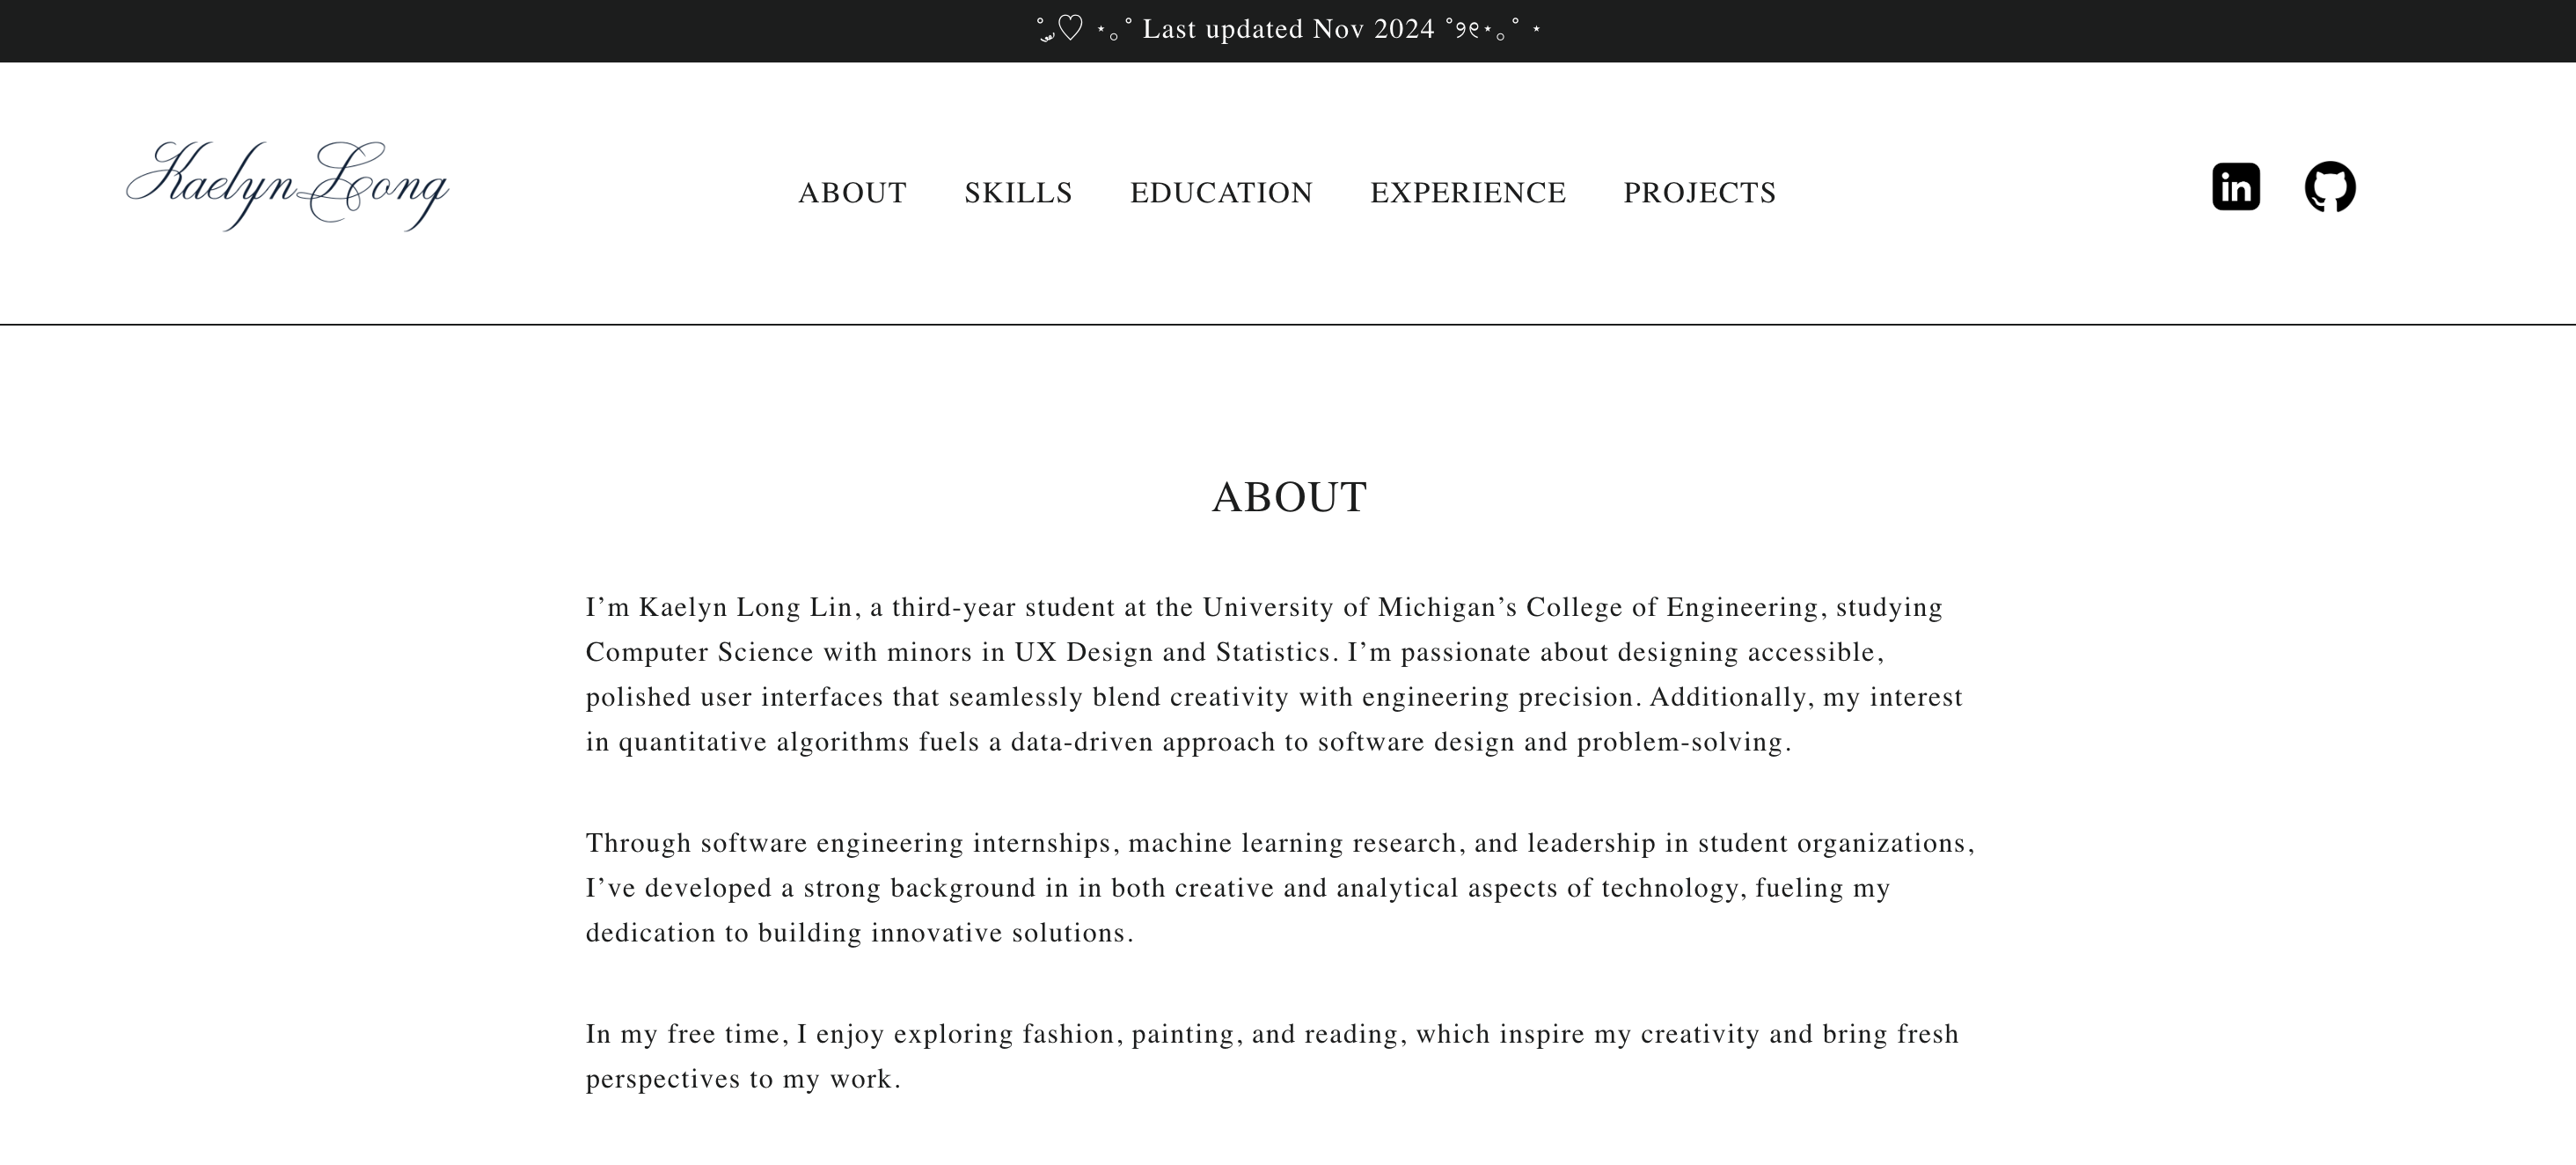 ˚ ༘♡ ⋆｡˚ Last updated Nov 2024 ˚୨୧⋆｡˚ ⋆
Kaelyn Long
ABOUT SKILLS EDUCATION EXPERIENCE PROJECTS
in
ABOUT
I’m Kaelyn Long Lin, a third-year student at the University of Michigan’s College of Engineering, studying
Computer Science with minors in UX Design and Statistics. I’m passionate about designing accessible,
polished user interfaces that seamlessly blend creativity with engineering precision. Additionally, my interest
in quantitative algorithms fuels a data-driven approach to software design and problem-solving.
Through software engineering internships, machine learning research, and leadership in student organizations,
I’ve developed a strong background in in both creative and analytical aspects of technology, fueling my
dedication to building innovative solutions.
In my free time, I enjoy exploring fashion, painting, and reading, which inspire my creativity and bring fresh
perspectives to my work.